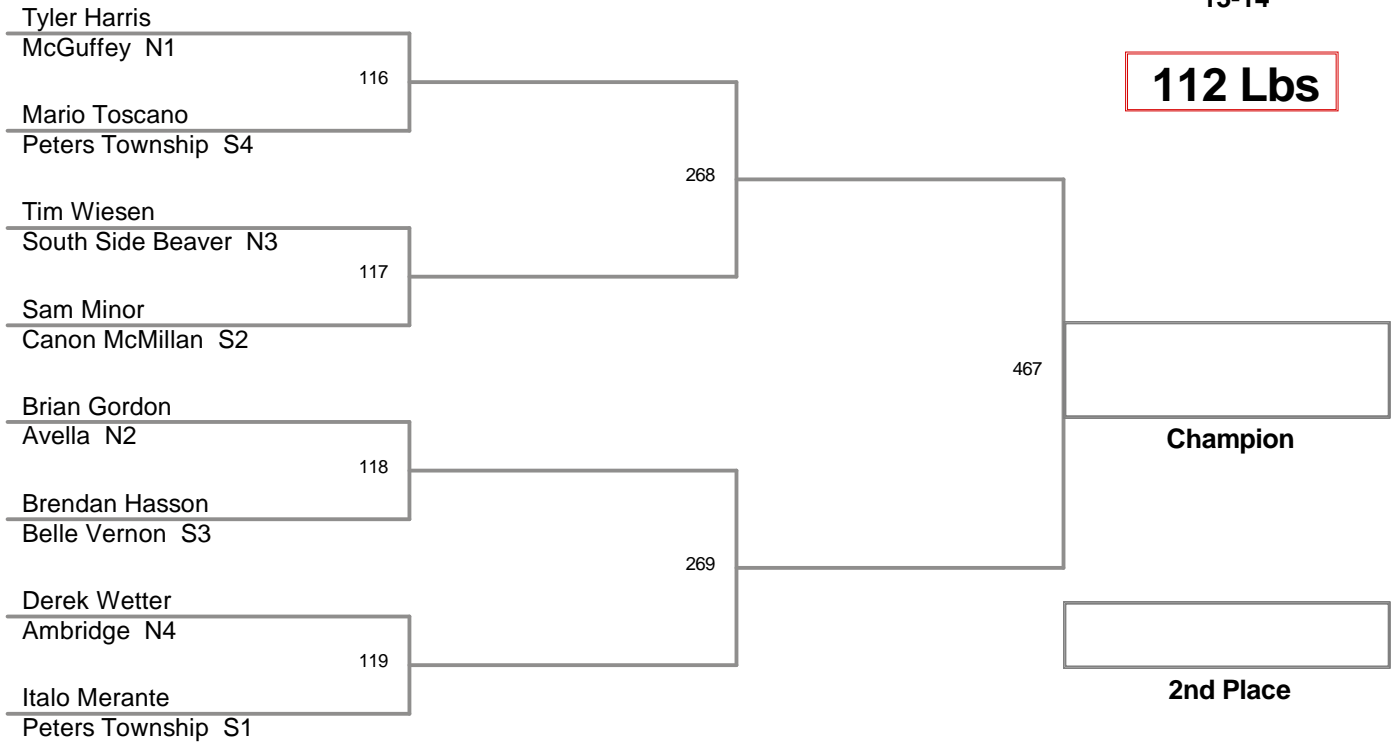 Tyler Harris
McGuffey N1
116
Mario Toscano
Peters Township S4
268
Tim Wiesen
South Side Beaver N3
117
Sam Minor
Canon McMillan S2
467
Brian Gordon
Avella N2
118
Brendan Hasson
Belle Vernon S3
269
Derek Wetter
Ambridge N4
119
Italo Merante
Peters Township S1
112 Lbs
Champion
2nd Place